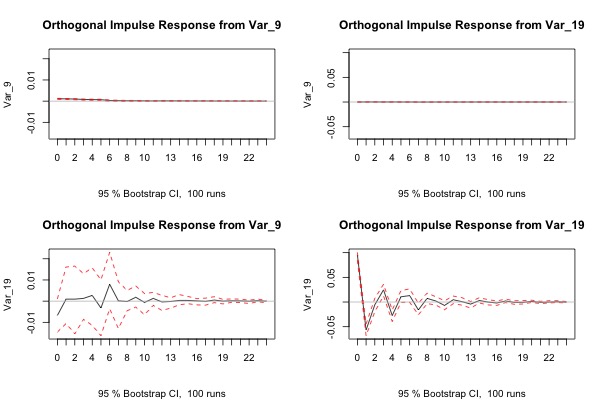 Orthogonal Impulse Response from Var_9
Var_9
0.01
-0.01
0 2 4 6 8 10 13 16 19 22
95 % Bootstrap CI, 100 runs
Orthogonal Impulse Response from Var_19
Var_9
0.05
-0.05
0 2 4 6 8 10 13 16 19 22
95 % Bootstrap CI, 100 runs
Orthogonal Impulse Response from Var_9
Var_19
0.01
-0.01
0 2 4 6 8 10 13 16 19 22
95 % Bootstrap CI, 100 runs
Orthogonal Impulse Response from Var_19
Var_19
0.05
-0.05
0 2 4 6 8 10 13 16 19 22
95 % Bootstrap CI, 100 runs